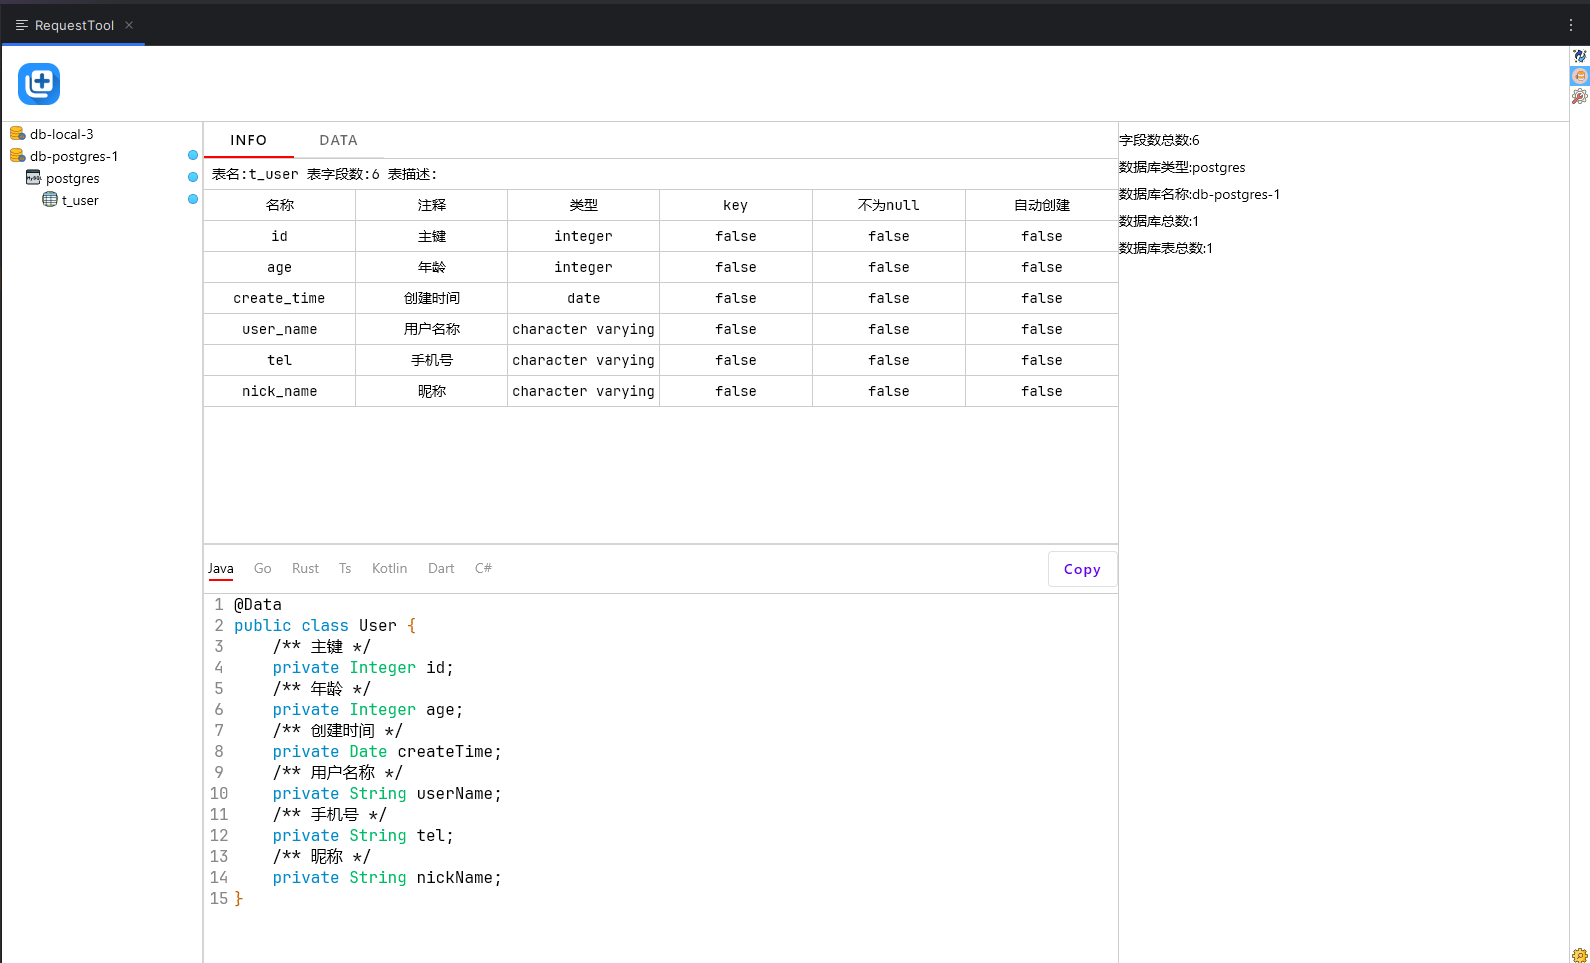 RequestTool
db-local-3
db-postgres-1
postgres
t_user
INFO DATA
表名:t_user 表字段数:6 表描述:
名称 注释 类型 key 不为null 自动创建
id 主键 integer false false false
age 年龄 integer false false false
create_time 创建时间 date false false false
user_name 用户名称 character varying false false false
tel 手机号 character varying false false false
nick_name 昵称 character varying false false false
字段数总数:6
数据库类型:postgres
数据库名称:db-postgres-1
数据库总数:1
数据库表总数:1
Java Go Rust Ts Kotlin Dart C# Copy
1 @Data
2 public class User {
3 /** 主键 */
4 private Integer id;
5 /** 年龄 */
6 private Integer age;
7 /** 创建时间 */
8 private Date createTime;
9 /** 用户名称 */
10 private String userName;
11 /** 手机号 */
12 private String tel;
13 /** 昵称 */
14 private String nickName;
15 }